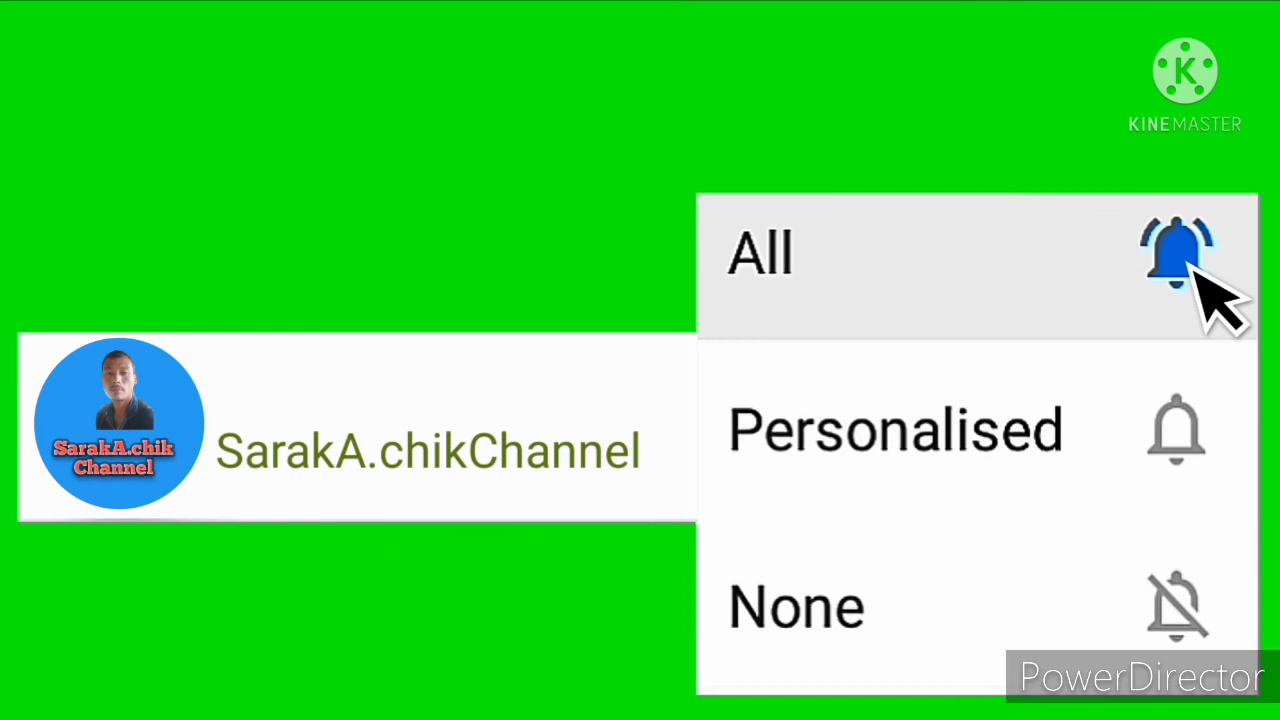 K
KINEMASTER
All
SarakA.chik
Channel
SarakA.chikChannel
Personalised
None
PowerDirector